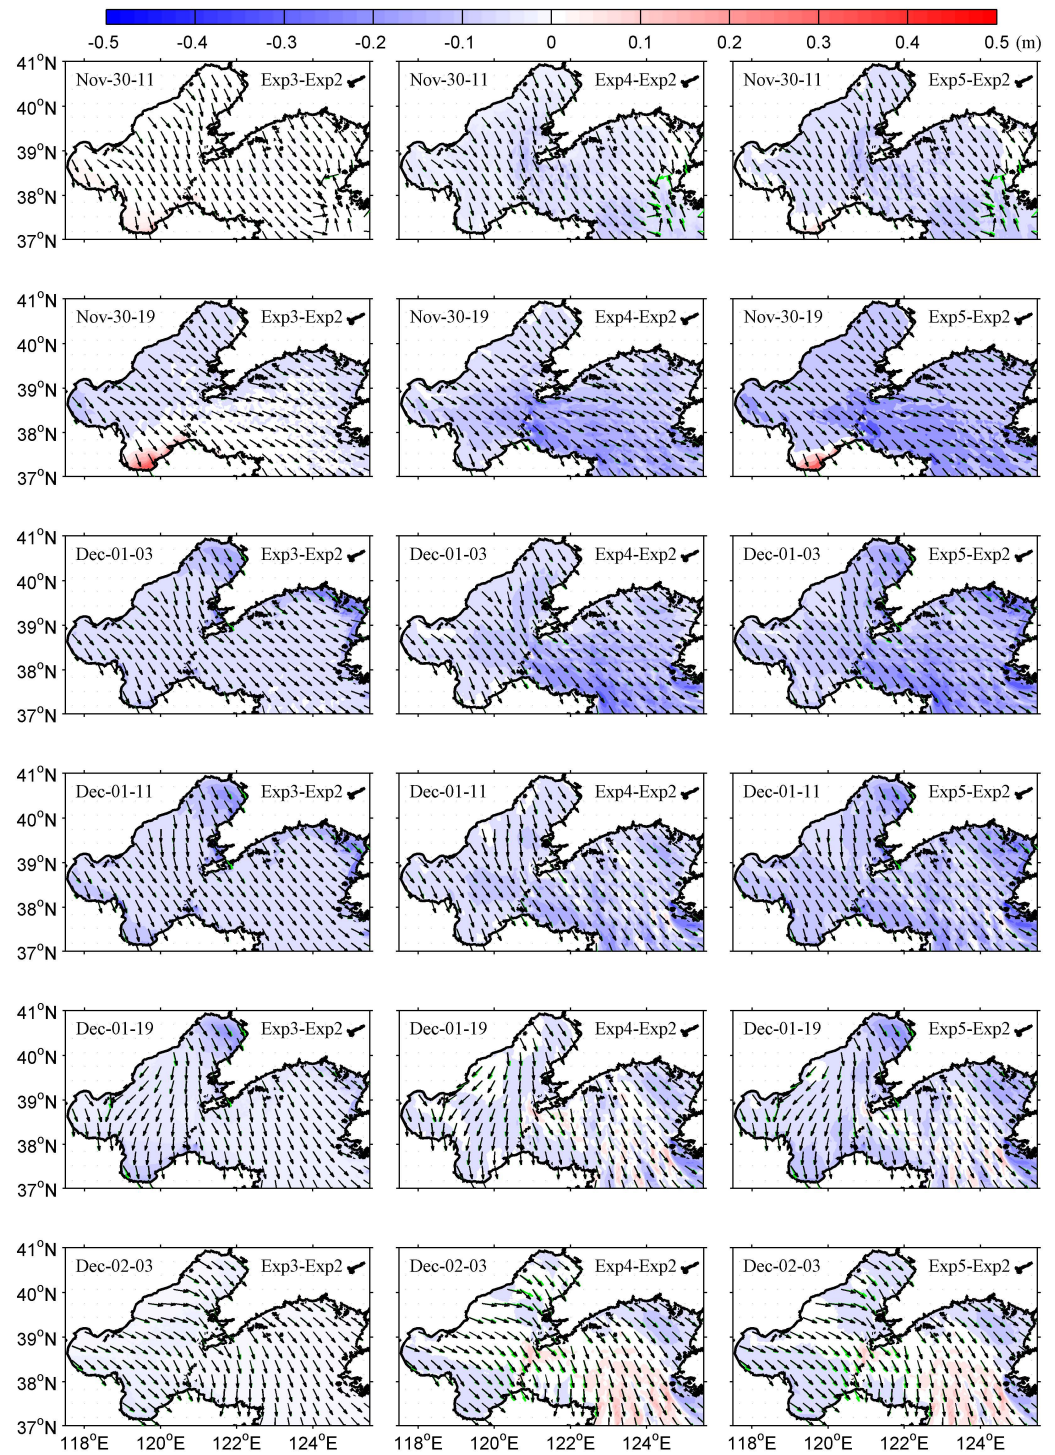 -0.5 -0.4 -0.3 -0.2 -0.1 0 0.1 0.2 0.3 0.4 0.5 (m)
41°N
Nov-30-11 Exp3-Exp2
Nov-30-11 Exp4-Exp2
Nov-30-11 Exp5-Exp2
40°N
39°N
38°N
37°N
41°N
Nov-30-19 Exp3-Exp2
Nov-30-19 Exp4-Exp2
Nov-30-19 Exp5-Exp2
40°N
39°N
38°N
37°N
41°N
Dec-01-03 Exp3-Exp2
Dec-01-03 Exp4-Exp2
Dec-01-03 Exp5-Exp2
40°N
39°N
38°N
37°N
41°N
Dec-01-11 Exp3-Exp2
Dec-01-11 Exp4-Exp2
Dec-01-11 Exp5-Exp2
40°N
39°N
38°N
37°N
41°N
Dec-01-19 Exp3-Exp2
Dec-01-19 Exp4-Exp2
Dec-01-19 Exp5-Exp2
40°N
39°N
38°N
37°N
41°N
Dec-02-03 Exp3-Exp2
Dec-02-03 Exp4-Exp2
Dec-02-03 Exp5-Exp2
40°N
39°N
38°N
37°N
118°E 120°E 122°E 124°E
118°E 120°E 122°E 124°E
118°E 120°E 122°E 124°E